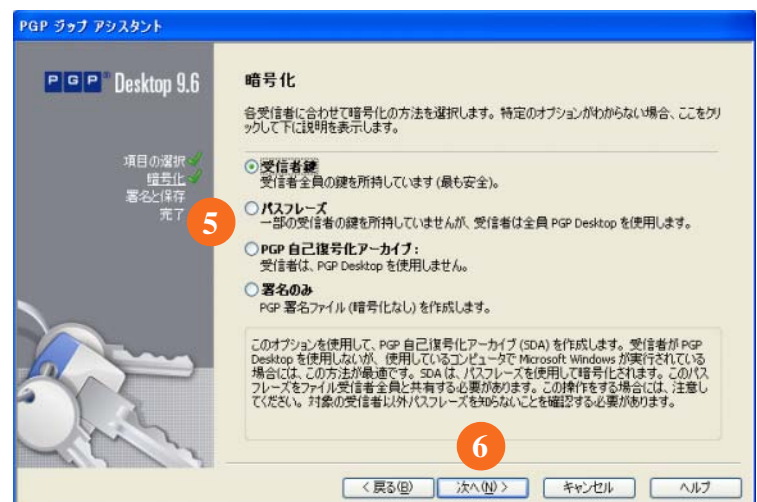 PGP ジョブ アシスタント
PGP® Desktop 9.6
項目の選択
暗号化
署名と保存
完了
5
暗号化
各受信者に合わせて暗号化の方法を選択します。特定のオプションがわからない場合、ここをクリ
ックして下に説明を表示します。
受信者鍵
受信者全員の鍵を所持しています (最も安全)。
パスフレーズ
一部の受信者の鍵を所持していませんが、受信者は全員 PGP Desktop を使用します。
PGP 自己復号化アーカイブ:
受信者は、PGP Desktop を使用しません。
署名のみ
PGP 署名ファイル (暗号化なし) を作成します。
このオプションを使用して、PGP 自己復号化アーカイブ (SDA) を作成します。受信者が PGP
Desktop を使用しないが、使用しているコンピュータで Microsoft Windows が実行されている
場合には、この方法が最適です。SDA は、パスフレーズを使用して暗号化されます。このパス
フレーズをファイル受信者全員と共有する必要があります。この操作をする場合には、注意し
てください。対象の受信者以外パスフレーズを知らないことを確認する必要があります。
6
< 戻る(B)
次へ(N) >
キャンセル
ヘルプ